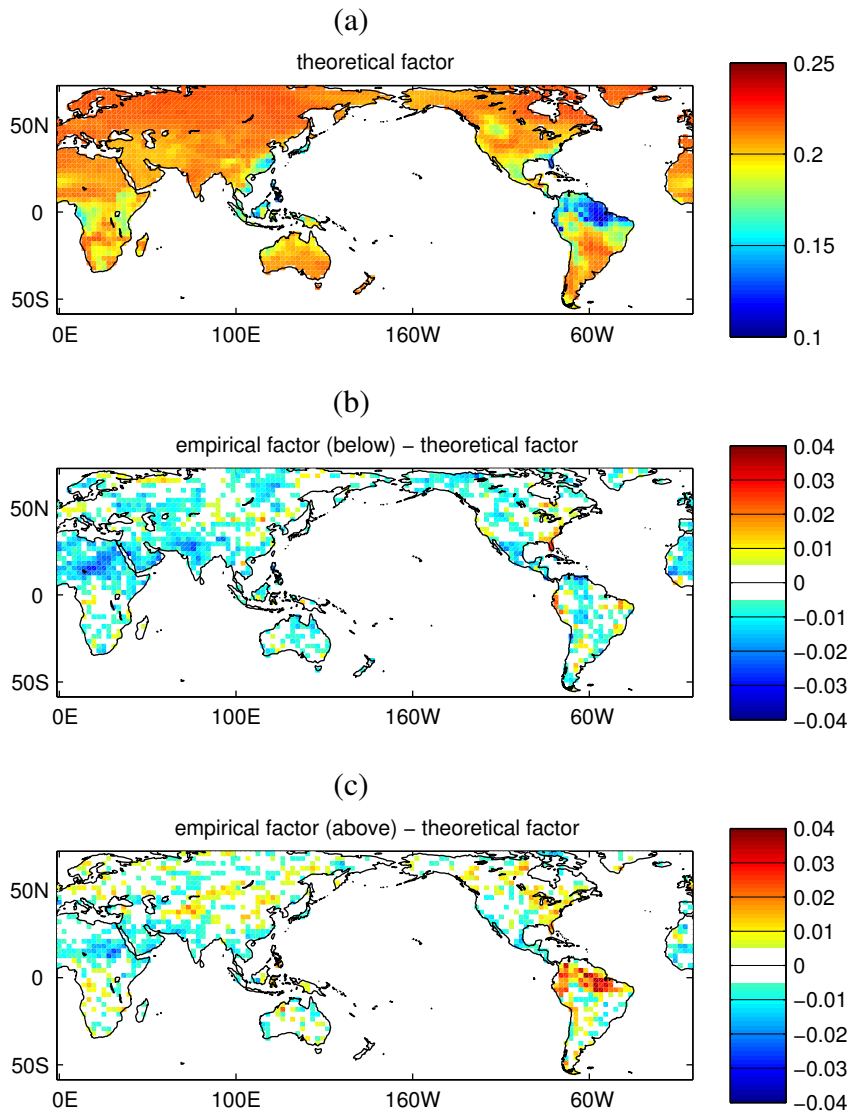 (a)
theoretical factor
50N
0
50S
0E
100E
160W
60W
0.25
0.2
0.15
0.1
(b)
empirical factor (below) − theoretical factor
50N
0
50S
0E
100E
160W
60W
0.04
0.03
0.02
0.01
0
−0.01
−0.02
−0.03
−0.04
(c)
empirical factor (above) − theoretical factor
50N
0
50S
0E
100E
160W
60W
0.04
0.03
0.02
0.01
0
−0.01
−0.02
−0.03
−0.04